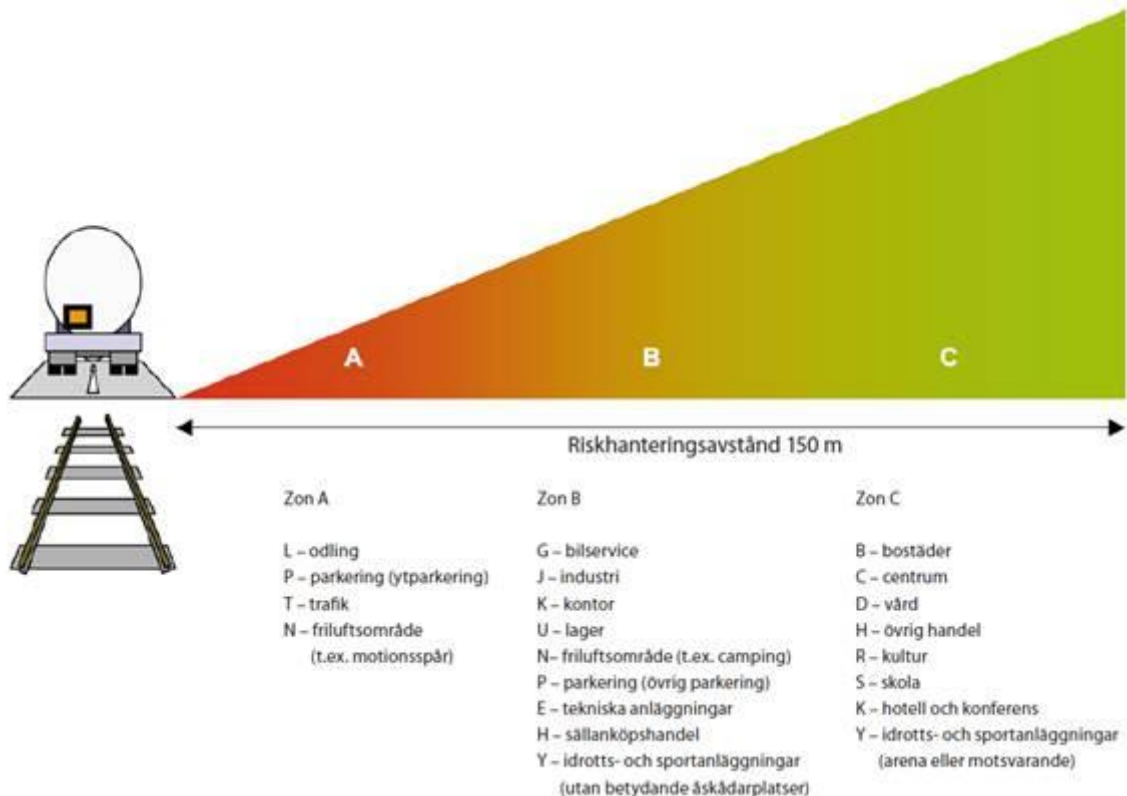 A
B
C
Riskhanteringsavstånd 150 m
Zon A
L – odling
P – parkering (ytparkering)
T – trafik
N – friluftsområde
(t.ex. motionsspår)
Zon B
G – bilservice
J – industri
K – kontor
U – lager
N– friluftsområde (t.ex. camping)
P – parkering (övrig parkering)
E – tekniska anläggningar
H – sällanköpshandel
Y – idrotts- och sportanläggningar
(utan betydande åskådarplatser)
Zon C
B – bostäder
C – centrum
D – vård
H – övrig handel
R – kultur
S – skola
K – hotell och konferens
Y – idrotts- och sportanläggningar
(arena eller motsvarande)